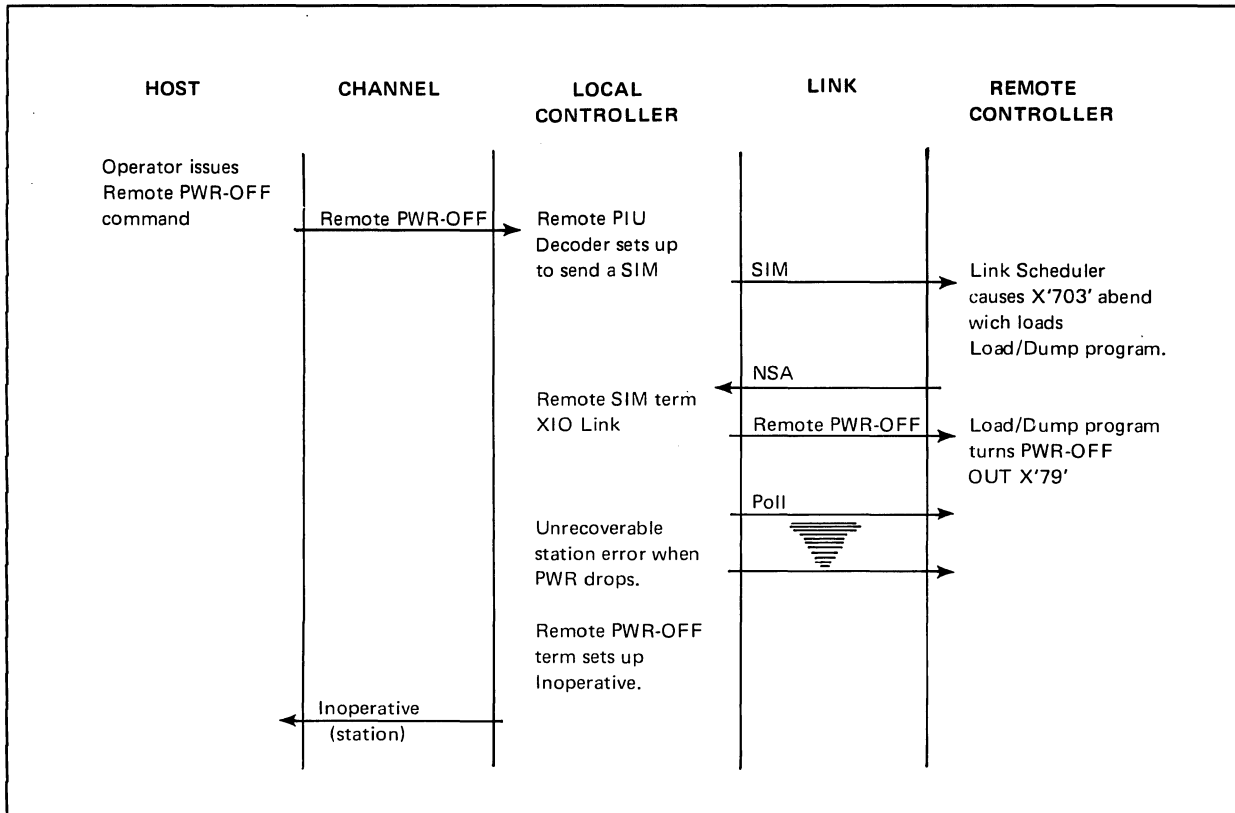 HOST
CHANNEL
LOCAL
CONTROLLER
LINK
REMOTE
CONTROLLER
Operator issues
Remote PWR-OFF
command
Remote PWR-OFF
Remote PIU
Decoder sets up
to send a SIM
SIM
Link Scheduler
causes X'703' abend
wich loads
Load/Dump program.
NSA
Remote SIM term
XIO Link
Remote PWR-OFF
Load/Dump program
turns PWR-OFF
OUT X'79'
Poll
Unrecoverable
station error when
PWR drops.
Remote PWR-OFF
term sets up
Inoperative.
Inoperative
(station)